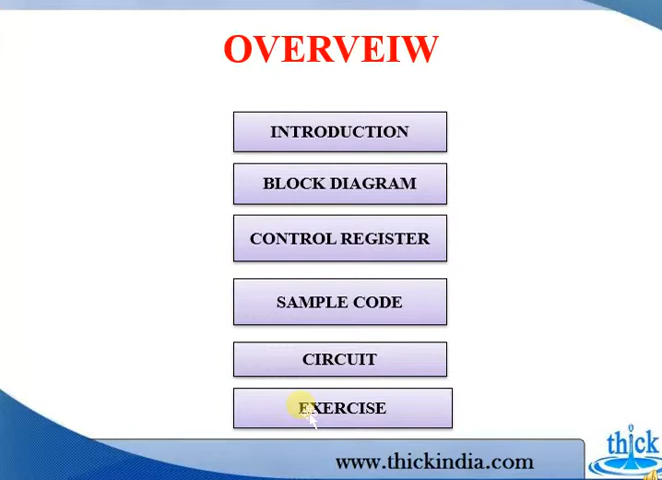 OVERVEIW
INTRODUCTION
BLOCK DIAGRAM
CONTROL REGISTER
SAMPLE CODE
CIRCUIT
EXERCISE
www.thickindia.com
thick